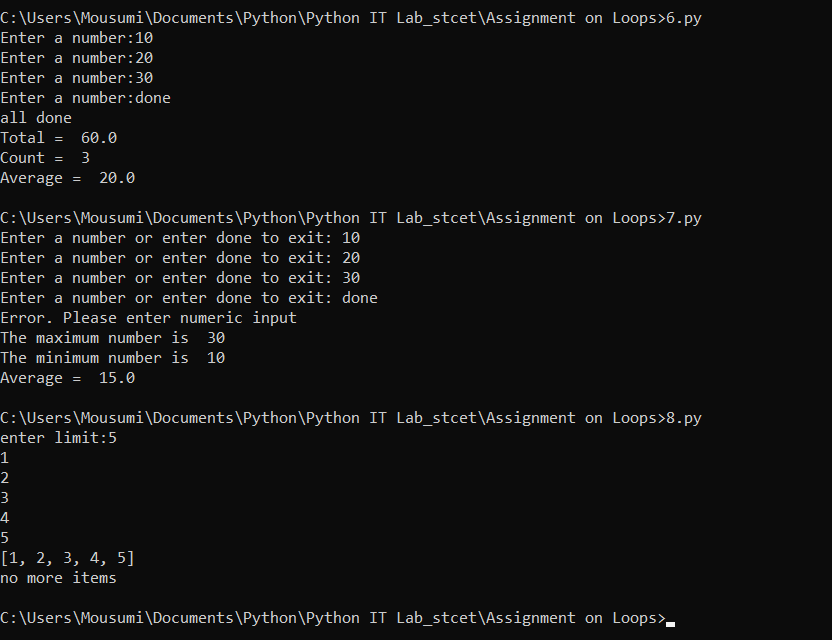 C:\Users\Mousumi\Documents\Python\Python IT Lab_stcet\Assignment on Loops>6.py
Enter a number:10
Enter a number:20
Enter a number:30
Enter a number:done
all done
Total =  60.0
Count =  3
Average =  20.0
C:\Users\Mousumi\Documents\Python\Python IT Lab_stcet\Assignment on Loops>7.py
Enter a number or enter done to exit: 10
Enter a number or enter done to exit: 20
Enter a number or enter done to exit: 30
Enter a number or enter done to exit: done
Error. Please enter numeric input
The maximum number is  30
The minimum number is  10
Average =  15.0
C:\Users\Mousumi\Documents\Python\Python IT Lab_stcet\Assignment on Loops>8.py
enter limit:5
1
2
3
4
5
[1, 2, 3, 4, 5]
no more items
C:\Users\Mousumi\Documents\Python\Python IT Lab_stcet\Assignment on Loops>